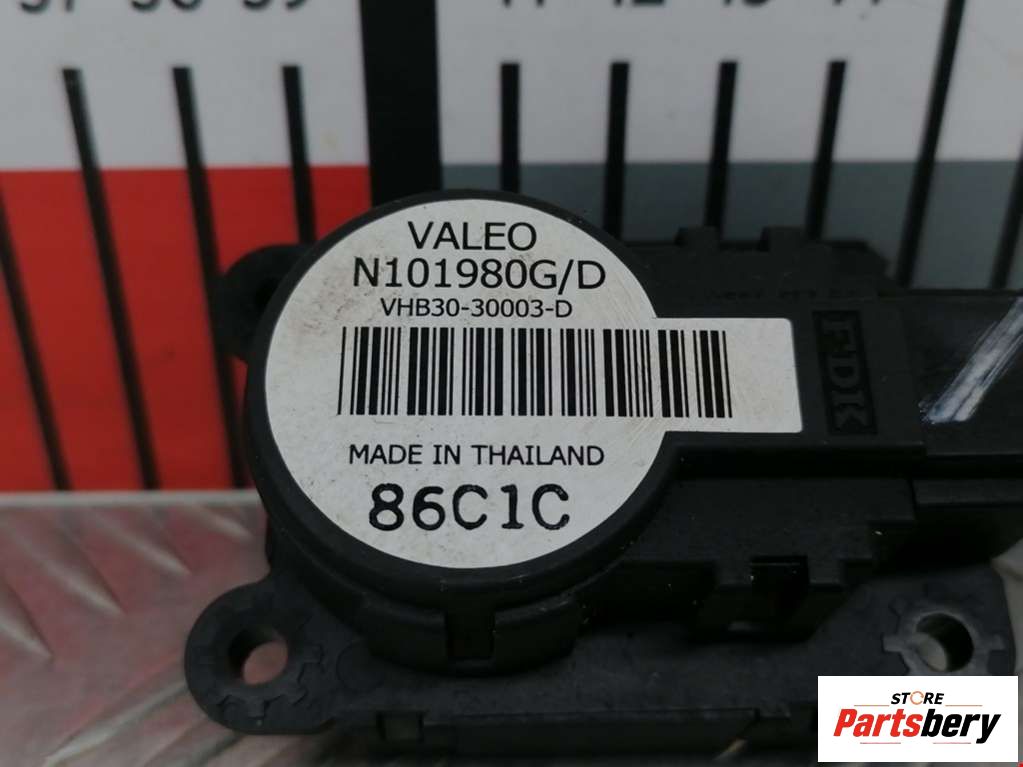 VALEO
N101980G/D
VHB30-30003-D
MADE IN THAILAND
86C1C
FDK
STORE
Partsbery